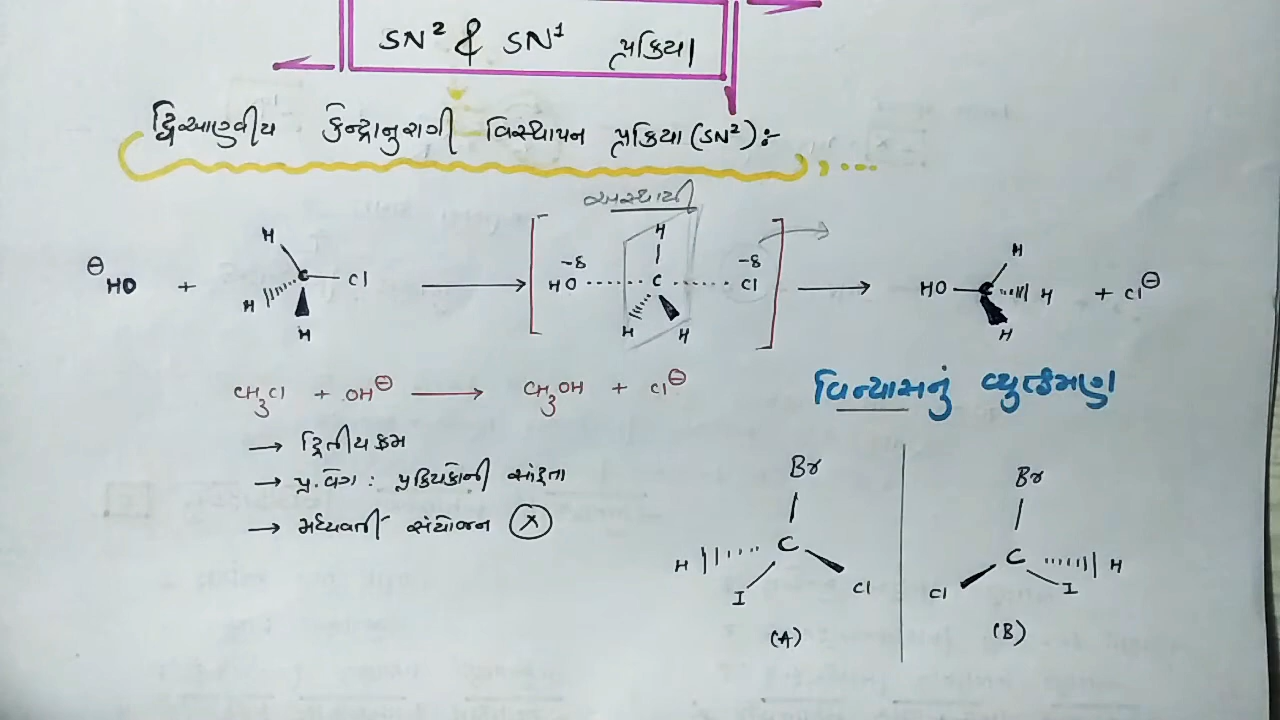 SN² & SN¹ પ્રક્રિયા
દ્વિઆણ્વીય કેન્દ્રાનુરાગી વિસ્થાપન પ્રક્રિયા (SN²) :-
અસ્થાયી
⊖HO + H H C Cl H → [ HO -δ H C H H Cl -δ ] → HO C H H H + Cl⊖
CH₃Cl + OH⊖ → CH₃OH + Cl⊖
વિન્યાસનું વ્યુત્ક્રમણ
→ દ્વિતીય ક્રમ
→ પ્ર.વેગ : પ્રક્રિયકોની સાંદ્રતા
→ મધ્યવર્તી સંયોજન ⓧ
Br C H I Cl
(A)
Br C Cl I H
(B)